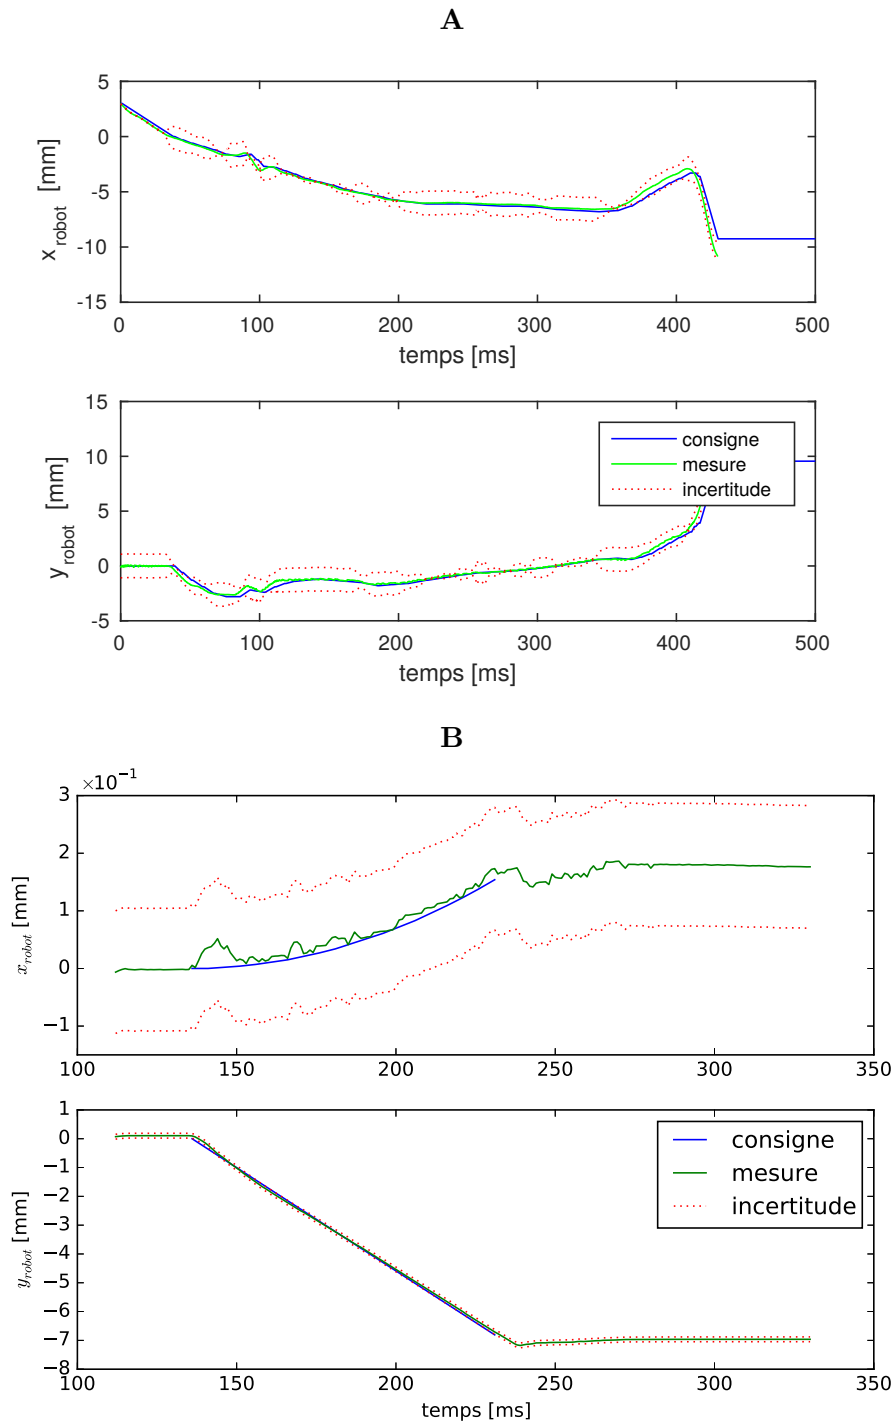 A
5
0
-5
-10
-15
x_robot [mm]
0 100 200 300 400 500
temps [ms]
15
10
5
0
-5
y_robot [mm]
consigne
mesure
incertitude
0 100 200 300 400 500
temps [ms]
B
×10⁻¹
3
2
1
0
−1
x_robot [mm]
100 150 200 250 300 350
1
0
−1
−2
−3
−4
−5
−6
−7
−8
y_robot [mm]
consigne
mesure
incertitude
100 150 200 250 300 350
temps [ms]